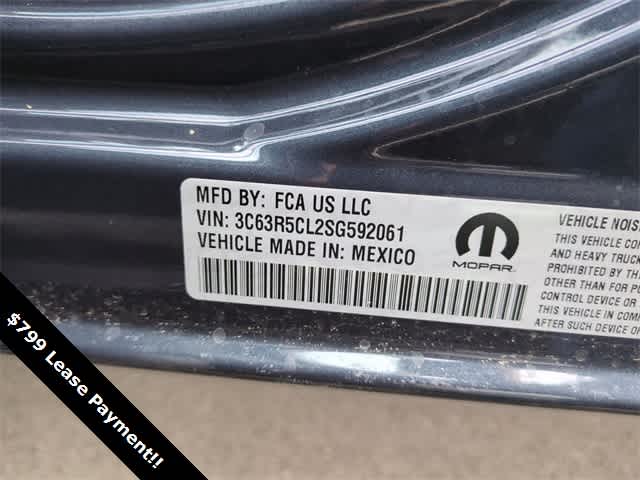 MFD BY: FCA US LLC
VIN: 3C63R5CL2SG592061
VEHICLE MADE IN: MEXICO
MOPAR
VEHICLE NOIS
THIS VEHICLE CO
AND HEAVY TRUCK
PROHIBITED BY TH
OTHER THAN FOR PU
CONTROL DEVICE OR
THIS VEHICLE IN COMM
AFTER SUCH DEVICE O
$799 Lease Payment!!